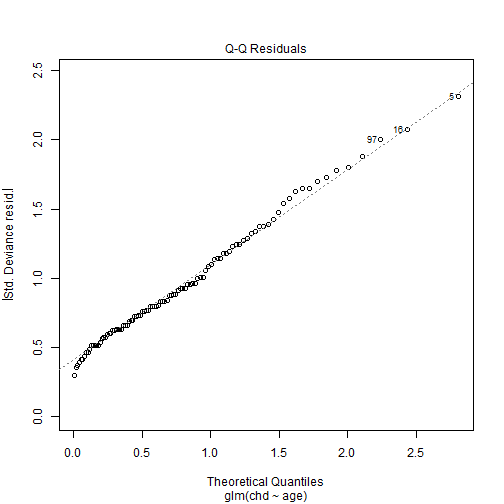 Q-Q Residuals
|Std. Deviance resid.|
2.5
2.0
1.5
1.0
0.5
0.0
5
16
97
0.0 0.5 1.0 1.5 2.0 2.5
Theoretical Quantiles
glm(chd ~ age)